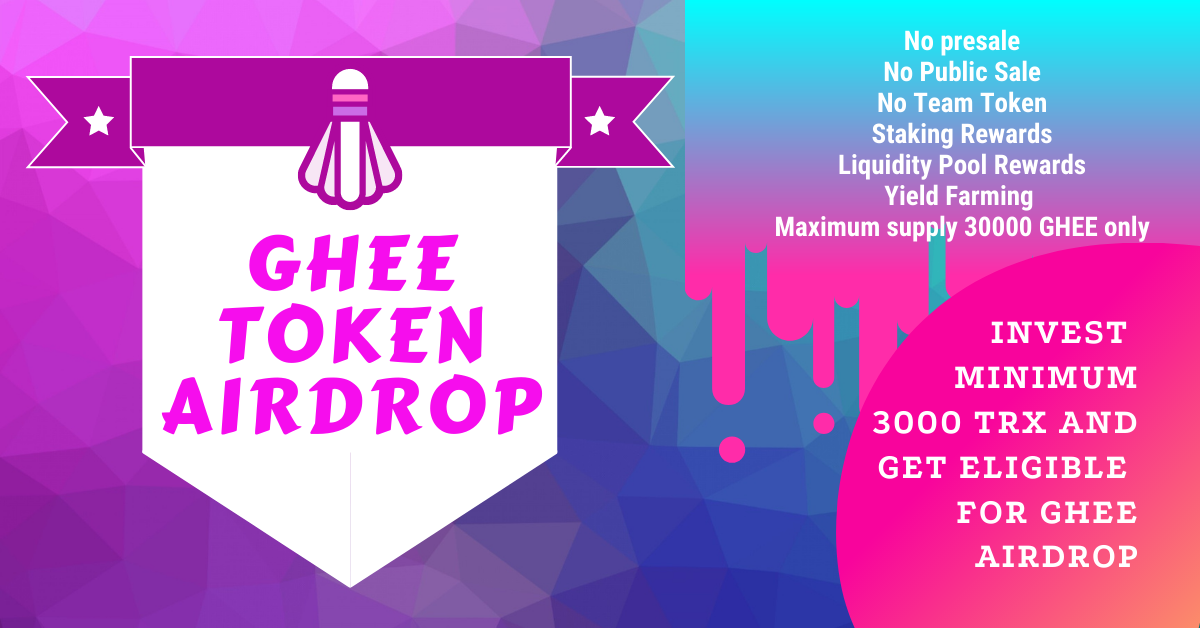 GHEE
TOKEN
AIRDROP
No presale
No Public Sale
No Team Token
Staking Rewards
Liquidity Pool Rewards
Yield Farming
Maximum supply 30000 GHEE only
INVEST
MINIMUM
3000 TRX AND
GET ELIGIBLE
FOR GHEE
AIRDROP